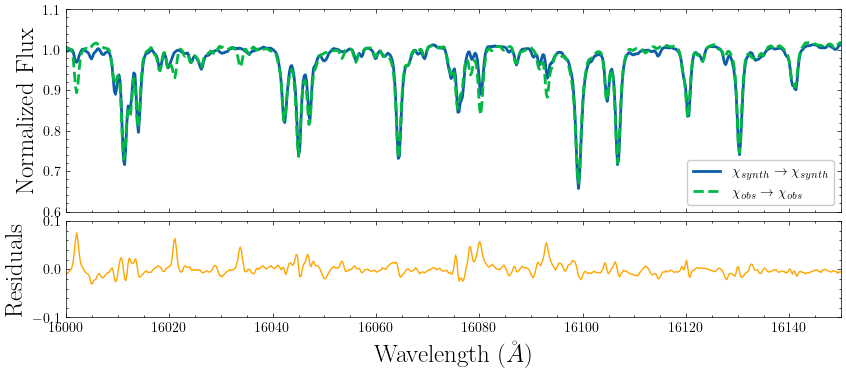 1.1
1.0
0.9
0.8
0.7
0.6
Normalized Flux
χsynth → χsynth
χobs → χobs
0.1
0.0
−0.1
Residuals
16000 16020 16040 16060 16080 16100 16120 16140
Wavelength (Å)